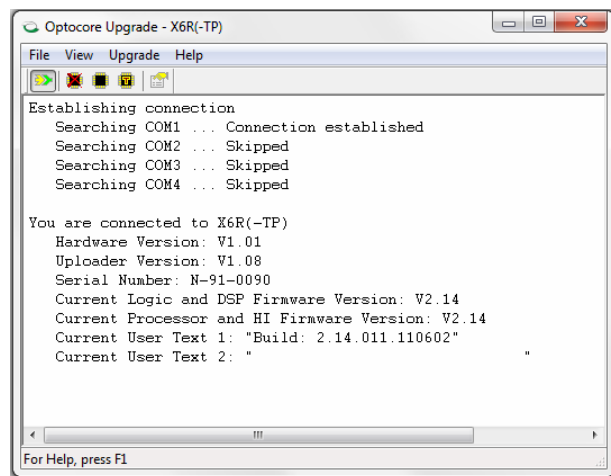 Optocore Upgrade - X6R(-TP)
File View Upgrade Help
Establishing connection
Searching COM1 ... Connection established
Searching COM2 ... Skipped
Searching COM3 ... Skipped
Searching COM4 ... Skipped
You are connected to X6R(-TP)
Hardware Version: V1.01
Uploader Version: V1.08
Serial Number: N-91-0090
Current Logic and DSP Firmware Version: V2.14
Current Processor and HI Firmware Version: V2.14
Current User Text 1: "Build: 2.14.011.110602"
Current User Text 2: " "
For Help, press F1